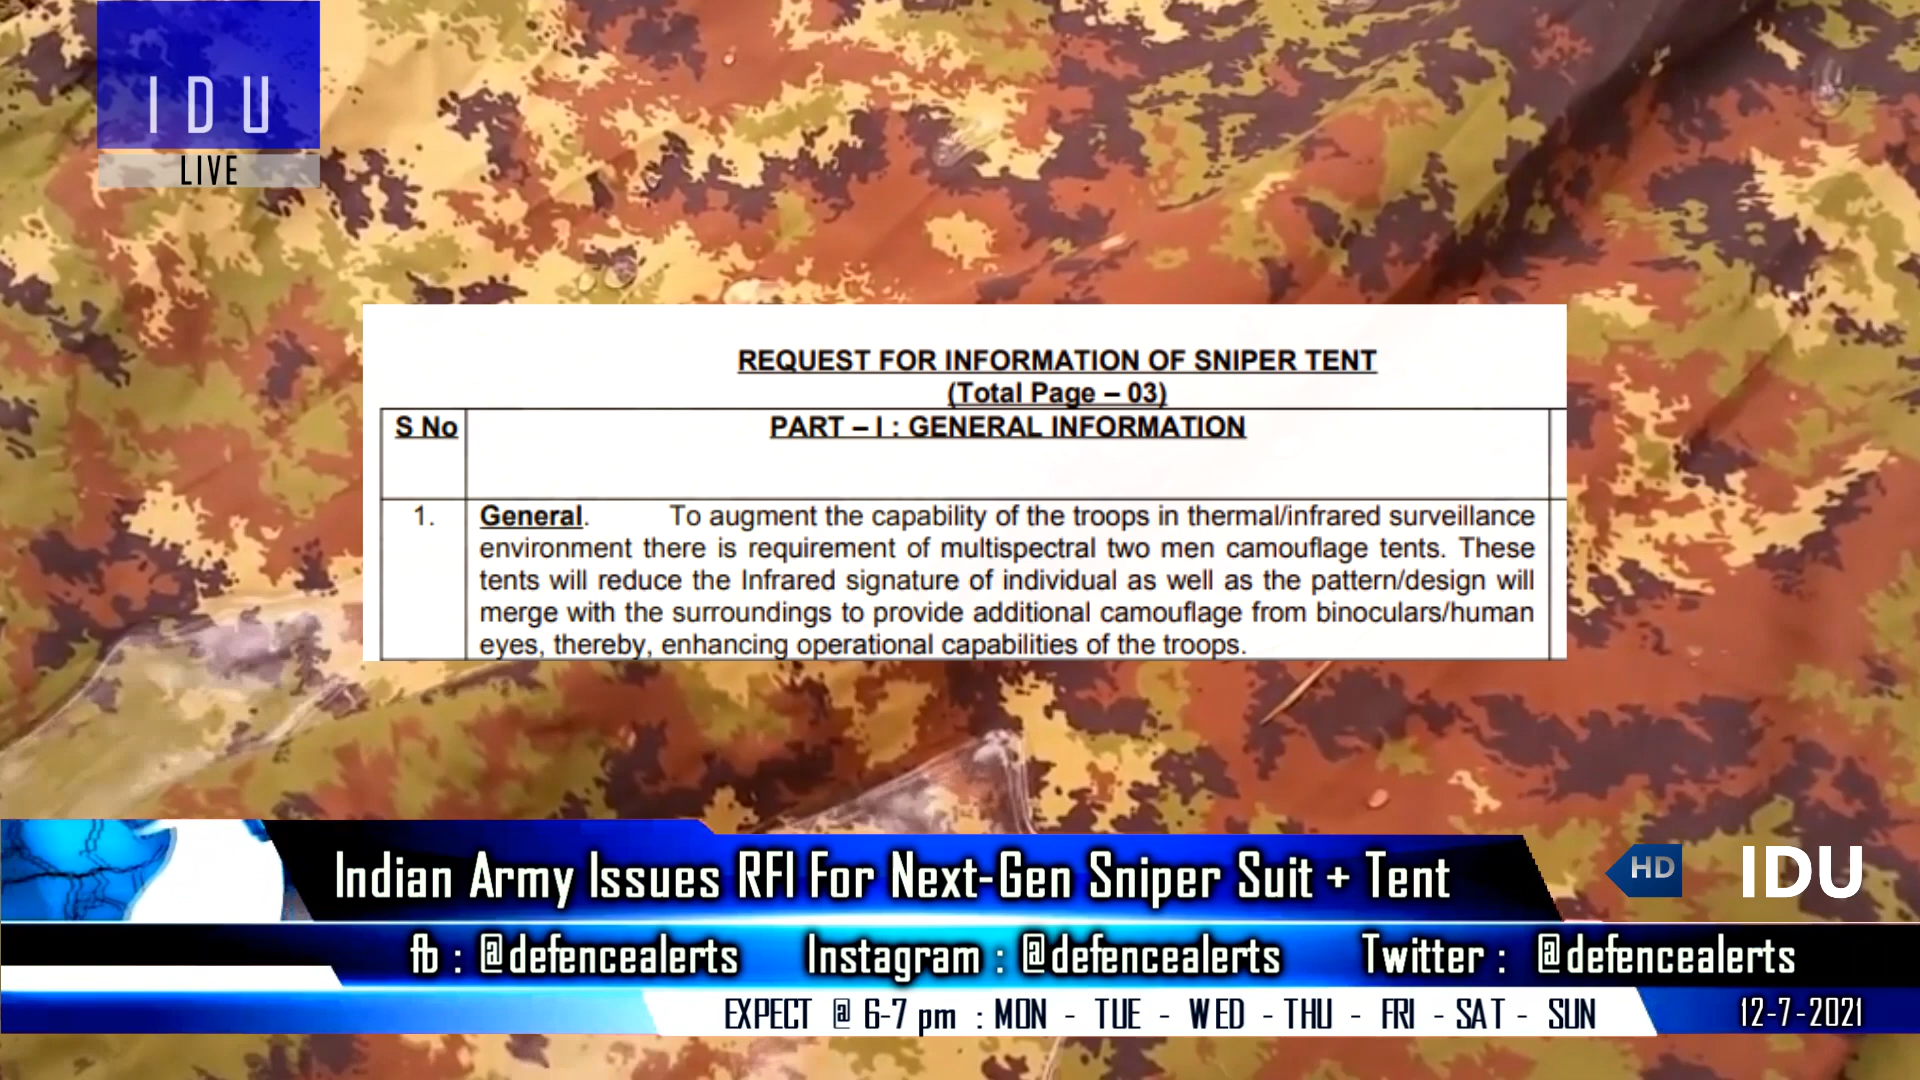 IDU
LIVE
REQUEST FOR INFORMATION OF SNIPER TENT
(Total Page – 03)
S No
PART – I : GENERAL INFORMATION
1. General. To augment the capability of the troops in thermal/infrared surveillance
environment there is requirement of multispectral two men camouflage tents. These
tents will reduce the Infrared signature of individual as well as the pattern/design will
merge with the surroundings to provide additional camouflage from binoculars/human
eyes, thereby, enhancing operational capabilities of the troops.
Indian Army Issues RFI For Next-Gen Sniper Suit + Tent
HD
IDU
fb : @defencealerts Instagram : @defencealerts Twitter : @defencealerts
EXPECT @ 6-7 pm : MON - TUE - WED - THU - FRI - SAT - SUN
12-7-2021